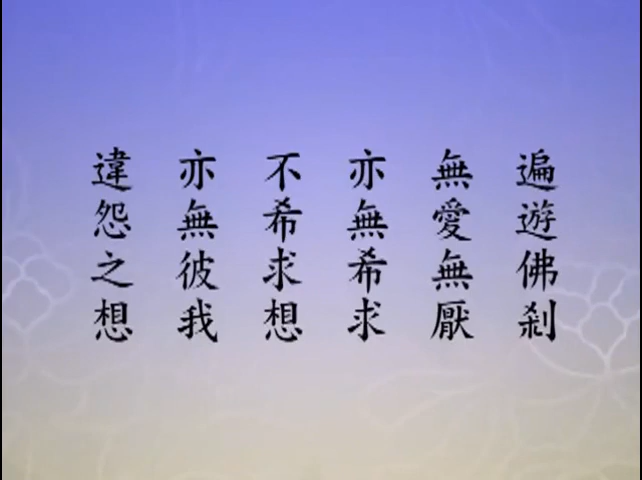 遍遊佛剎
無愛無厭
亦無希求
不希求想
亦無彼我
違怨之想